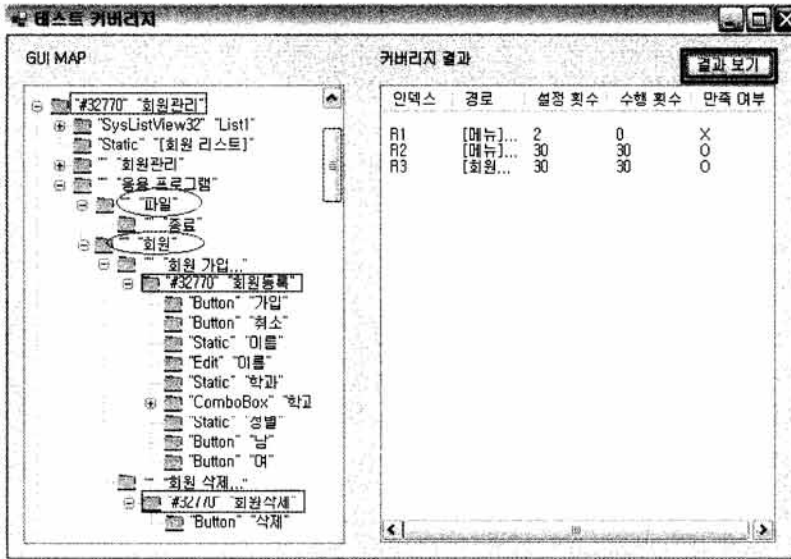 테스트 커버리지
GUI MAP
"#32770" "회원관리"
"SysListView32" "List1"
"Static" "[회원 리스트]"
"" "회원관리"
"" "응용 프로그램"
"" "파일"
"" "종료"
"" "회원"
"" "회원 가입..."
"#32770" "회원등록"
"Button" "가입"
"Button" "취소"
"Static" "이름"
"Edit" "이름"
"Static" "학과"
"ComboBox" "학고
"Static" "성별"
"Button" "남"
"Button" "여"
"" "회원 삭제..."
"#32770" "회원삭제"
"Button" "삭제"
커버리지 결과
결과 보기
인덱스 경로 설정 횟수 수행 횟수 만족 여부
R1 [메뉴]... 2 0 X
R2 [메뉴]... 30 30 O
R3 [회원... 30 30 O